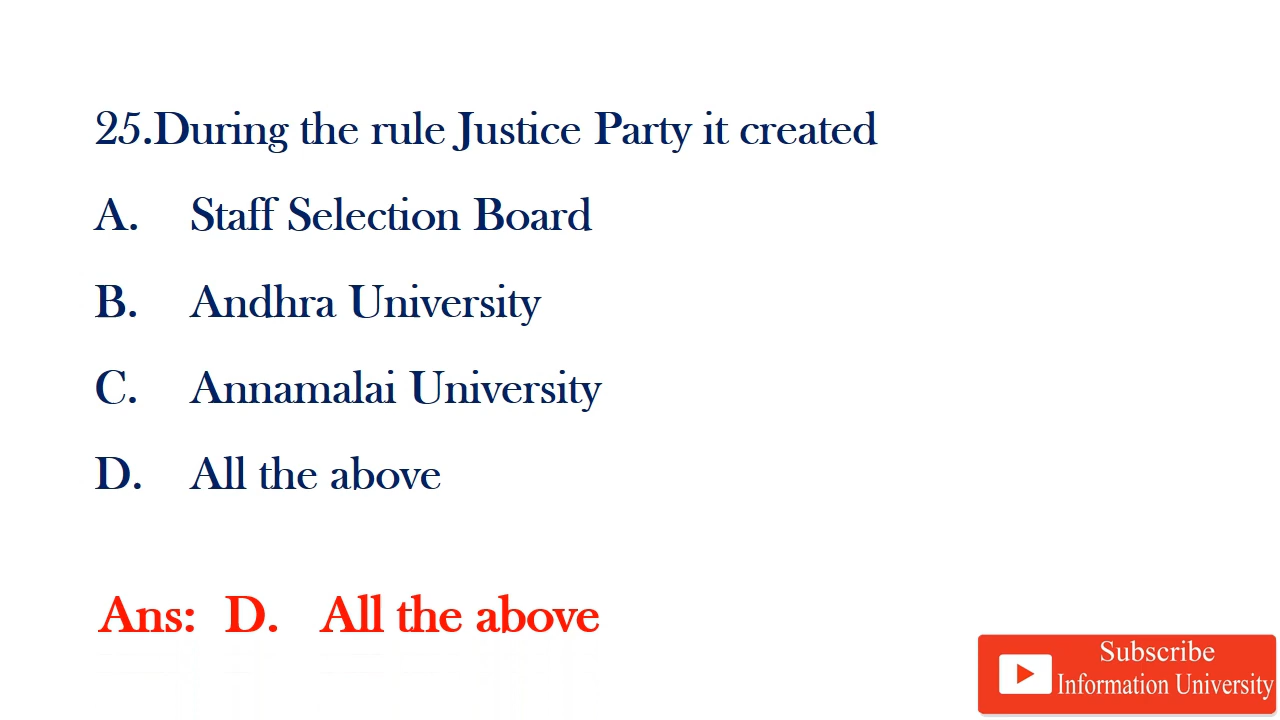 25.During the rule Justice Party it created
A. Staff Selection Board
B. Andhra University
C. Annamalai University
D. All the above
Ans: D. All the above
Subscribe
Information University